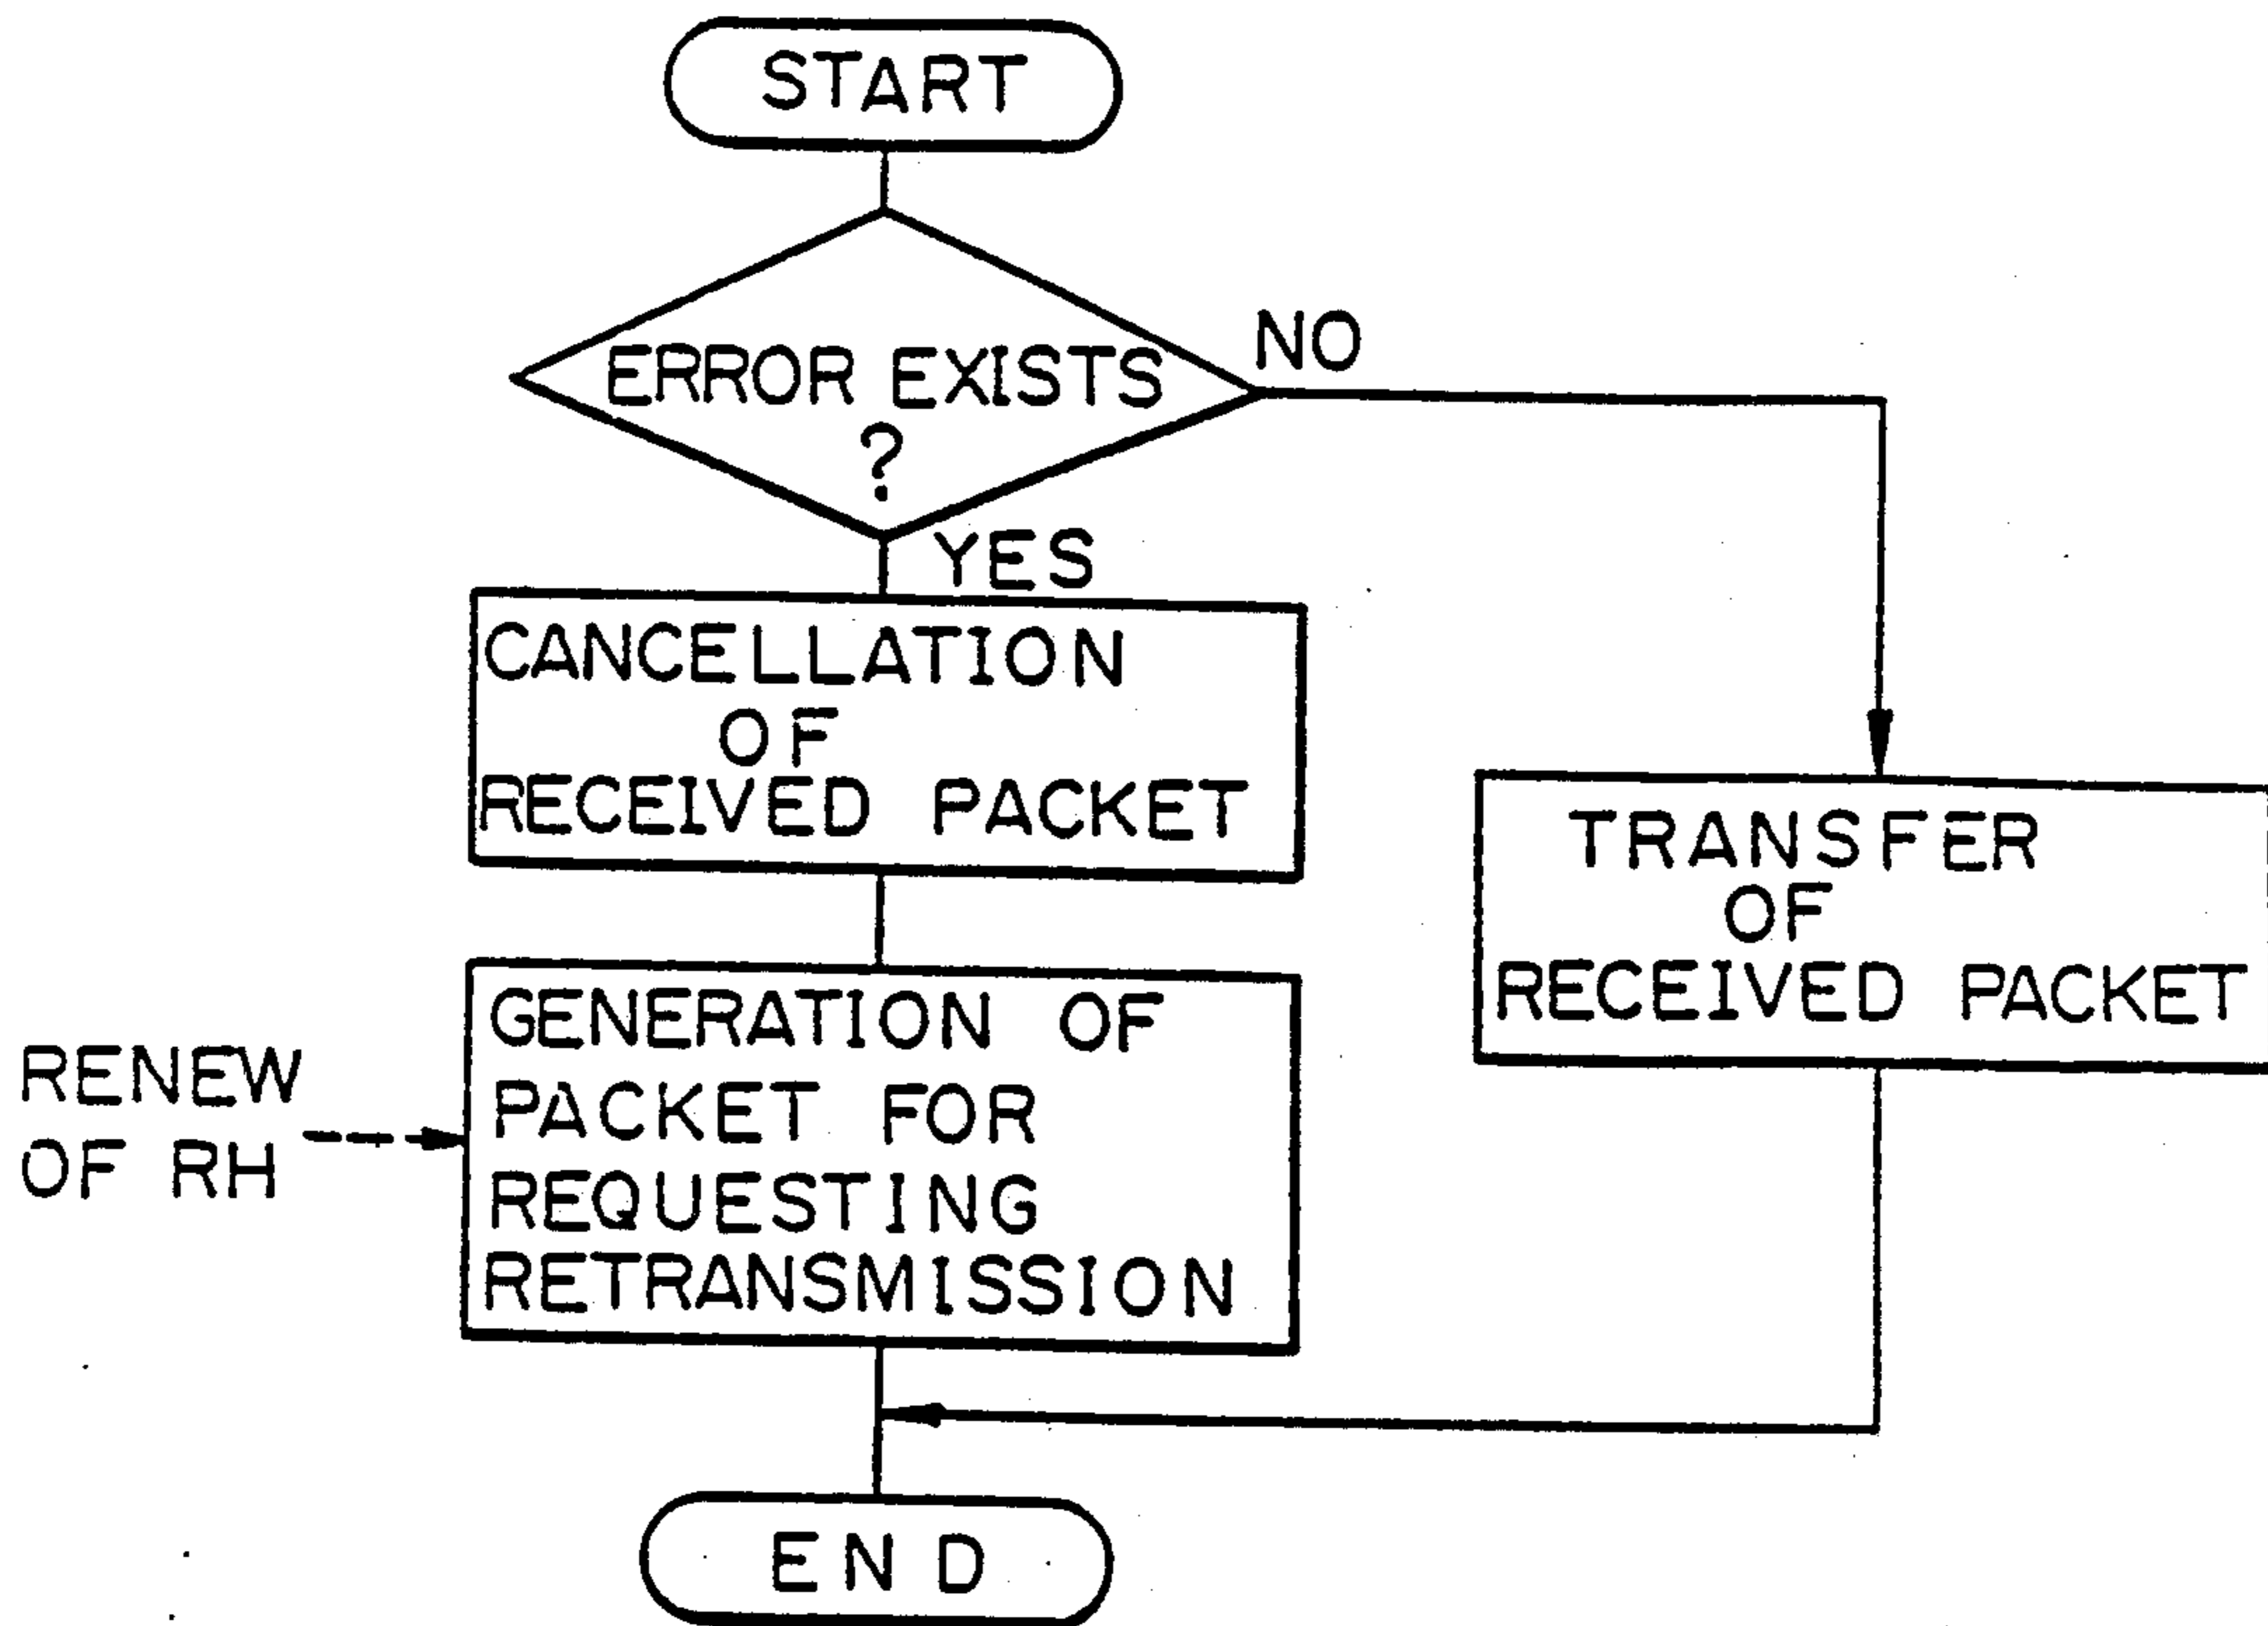 START
ERROR EXISTS
?
NO
YES
CANCELLATION
OF
RECEIVED PACKET
TRANSFER
OF
RECEIVED PACKET
GENERATION OF
PACKET FOR
REQUESTING
RETRANSMISSION
RENEW
OF RH
END